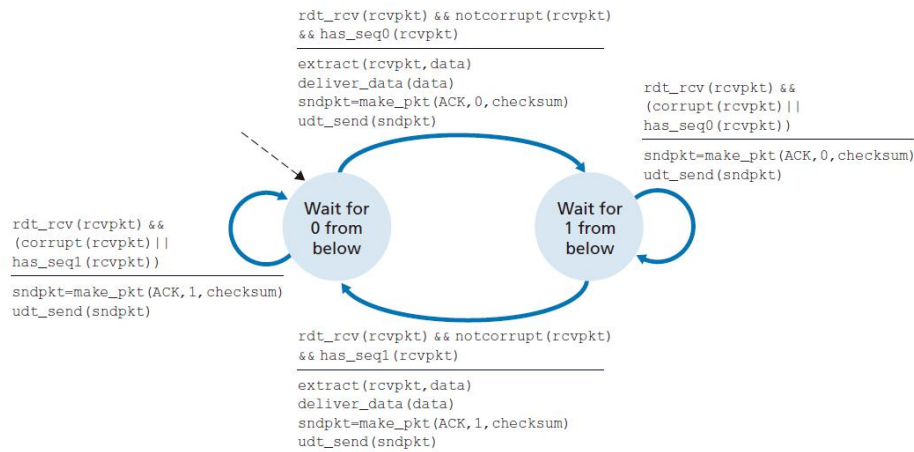 rdt_rcv(rcvpkt) && notcorrupt(rcvpkt)
&& has_seq0(rcvpkt)
extract(rcvpkt,data)
deliver_data(data)
sndpkt=make_pkt(ACK,0,checksum)
udt_send(sndpkt)
rdt_rcv(rcvpkt) &&
(corrupt(rcvpkt)||
has_seq0(rcvpkt))
sndpkt=make_pkt(ACK,0,checksum)
udt_send(sndpkt)
Wait for
0 from
below
Wait for
1 from
below
rdt_rcv(rcvpkt) &&
(corrupt(rcvpkt)||
has_seq1(rcvpkt))
sndpkt=make_pkt(ACK,1,checksum)
udt_send(sndpkt)
rdt_rcv(rcvpkt) && notcorrupt(rcvpkt)
&& has_seq1(rcvpkt)
extract(rcvpkt,data)
deliver_data(data)
sndpkt=make_pkt(ACK,1,checksum)
udt_send(sndpkt)